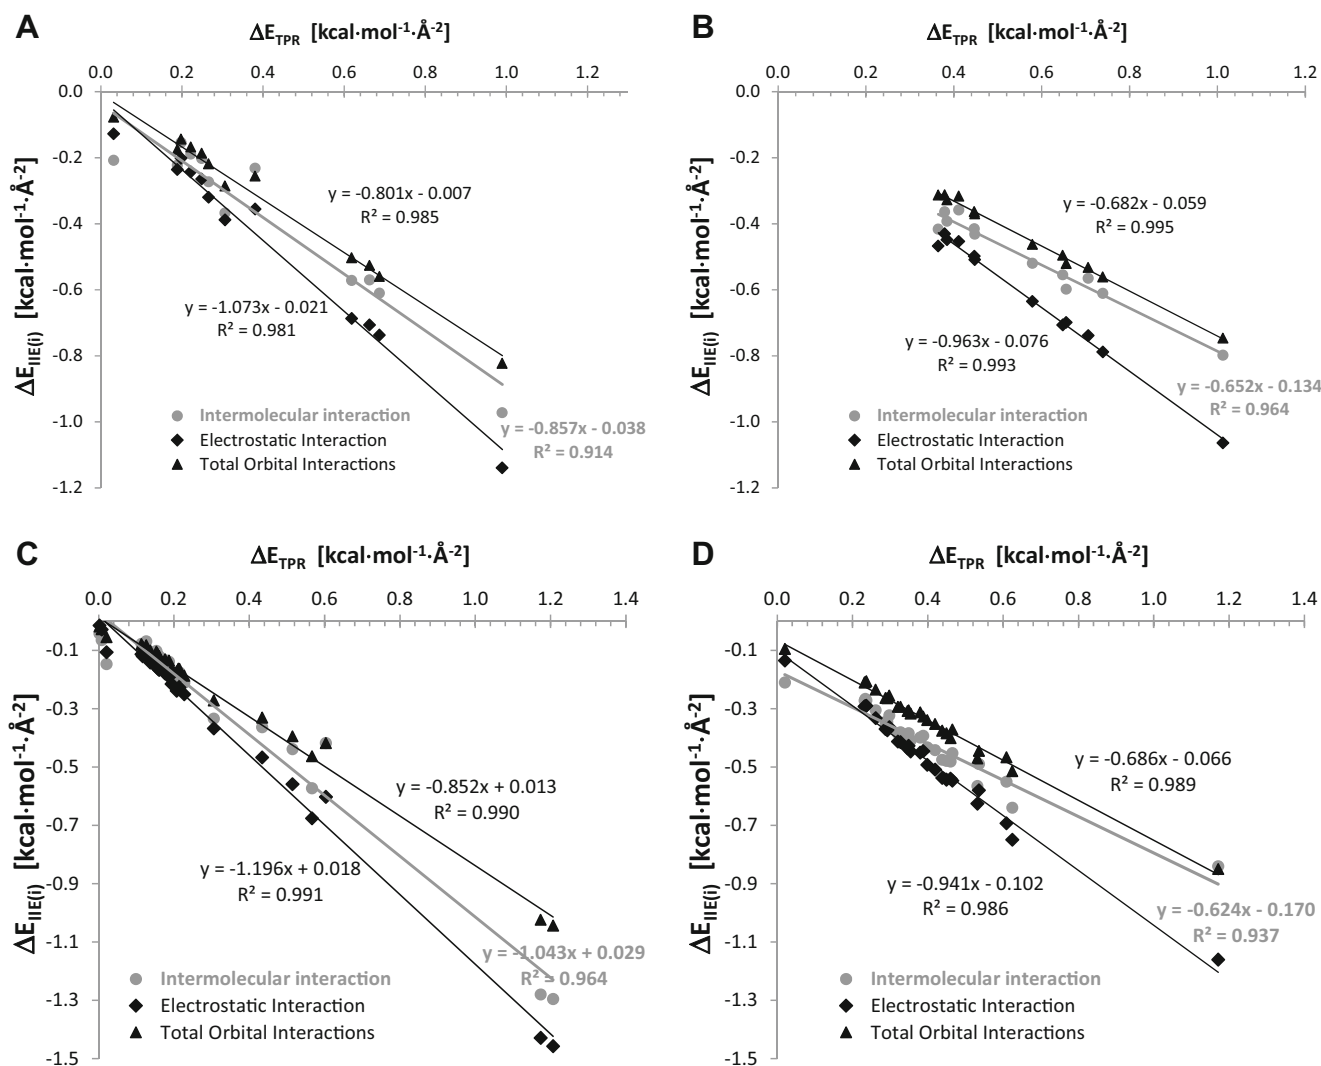 A
ΔE_TPR [kcal·mol⁻¹·Å⁻²]
0.0 0.2 0.4 0.6 0.8 1.0 1.2
0.0
-0.2
-0.4
-0.6
-0.8
-1.0
-1.2
ΔE_IIE(i) [kcal·mol⁻¹·Å⁻²]
y = -0.801x - 0.007
R² = 0.985
y = -1.073x - 0.021
R² = 0.981
y = -0.857x - 0.038
R² = 0.914
Intermolecular interaction
Electrostatic Interaction
Total Orbital Interactions
B
ΔE_TPR [kcal·mol⁻¹·Å⁻²]
0.0 0.2 0.4 0.6 0.8 1.0 1.2
0.0
-0.2
-0.4
-0.6
-0.8
-1.0
-1.2
ΔE_IIE(i) [kcal·mol⁻¹·Å⁻²]
y = -0.682x - 0.059
R² = 0.995
y = -0.963x - 0.076
R² = 0.993
y = -0.652x - 0.134
R² = 0.964
Intermolecular interaction
Electrostatic Interaction
Total Orbital Interactions
C
ΔE_TPR [kcal·mol⁻¹·Å⁻²]
0.0 0.2 0.4 0.6 0.8 1.0 1.2 1.4
-0.1
-0.3
-0.5
-0.7
-0.9
-1.1
-1.3
-1.5
ΔE_IIE(i) [kcal·mol⁻¹·Å⁻²]
y = -0.852x + 0.013
R² = 0.990
y = -1.196x + 0.018
R² = 0.991
y = -1.043x + 0.029
R² = 0.964
Intermolecular interaction
Electrostatic Interaction
Total Orbital Interactions
D
ΔE_TPR [kcal·mol⁻¹·Å⁻²]
0.0 0.2 0.4 0.6 0.8 1.0 1.2 1.4
-0.1
-0.3
-0.5
-0.7
-0.9
-1.1
-1.3
-1.5
ΔE_IIE(i) [kcal·mol⁻¹·Å⁻²]
y = -0.686x - 0.066
R² = 0.989
y = -0.941x - 0.102
R² = 0.986
y = -0.624x - 0.170
R² = 0.937
Intermolecular interaction
Electrostatic Interaction
Total Orbital Interactions